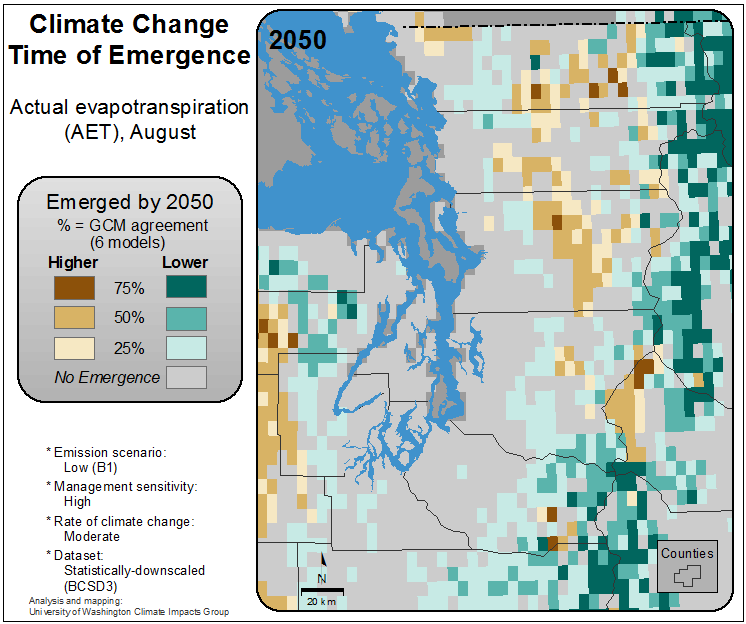 Climate Change
Time of Emergence
Actual evapotranspiration
(AET), August
Emerged by 2050
% = GCM agreement
(6 models)
Higher Lower
75%
50%
25%
No Emergence
* Emission scenario:
Low (B1)
* Management sensitivity:
High
* Rate of climate change:
Moderate
* Dataset:
Statistically-downscaled
(BCSD3)
Analysis and mapping:
University of Washington Climate Impacts Group
2050
N
20 km
Counties